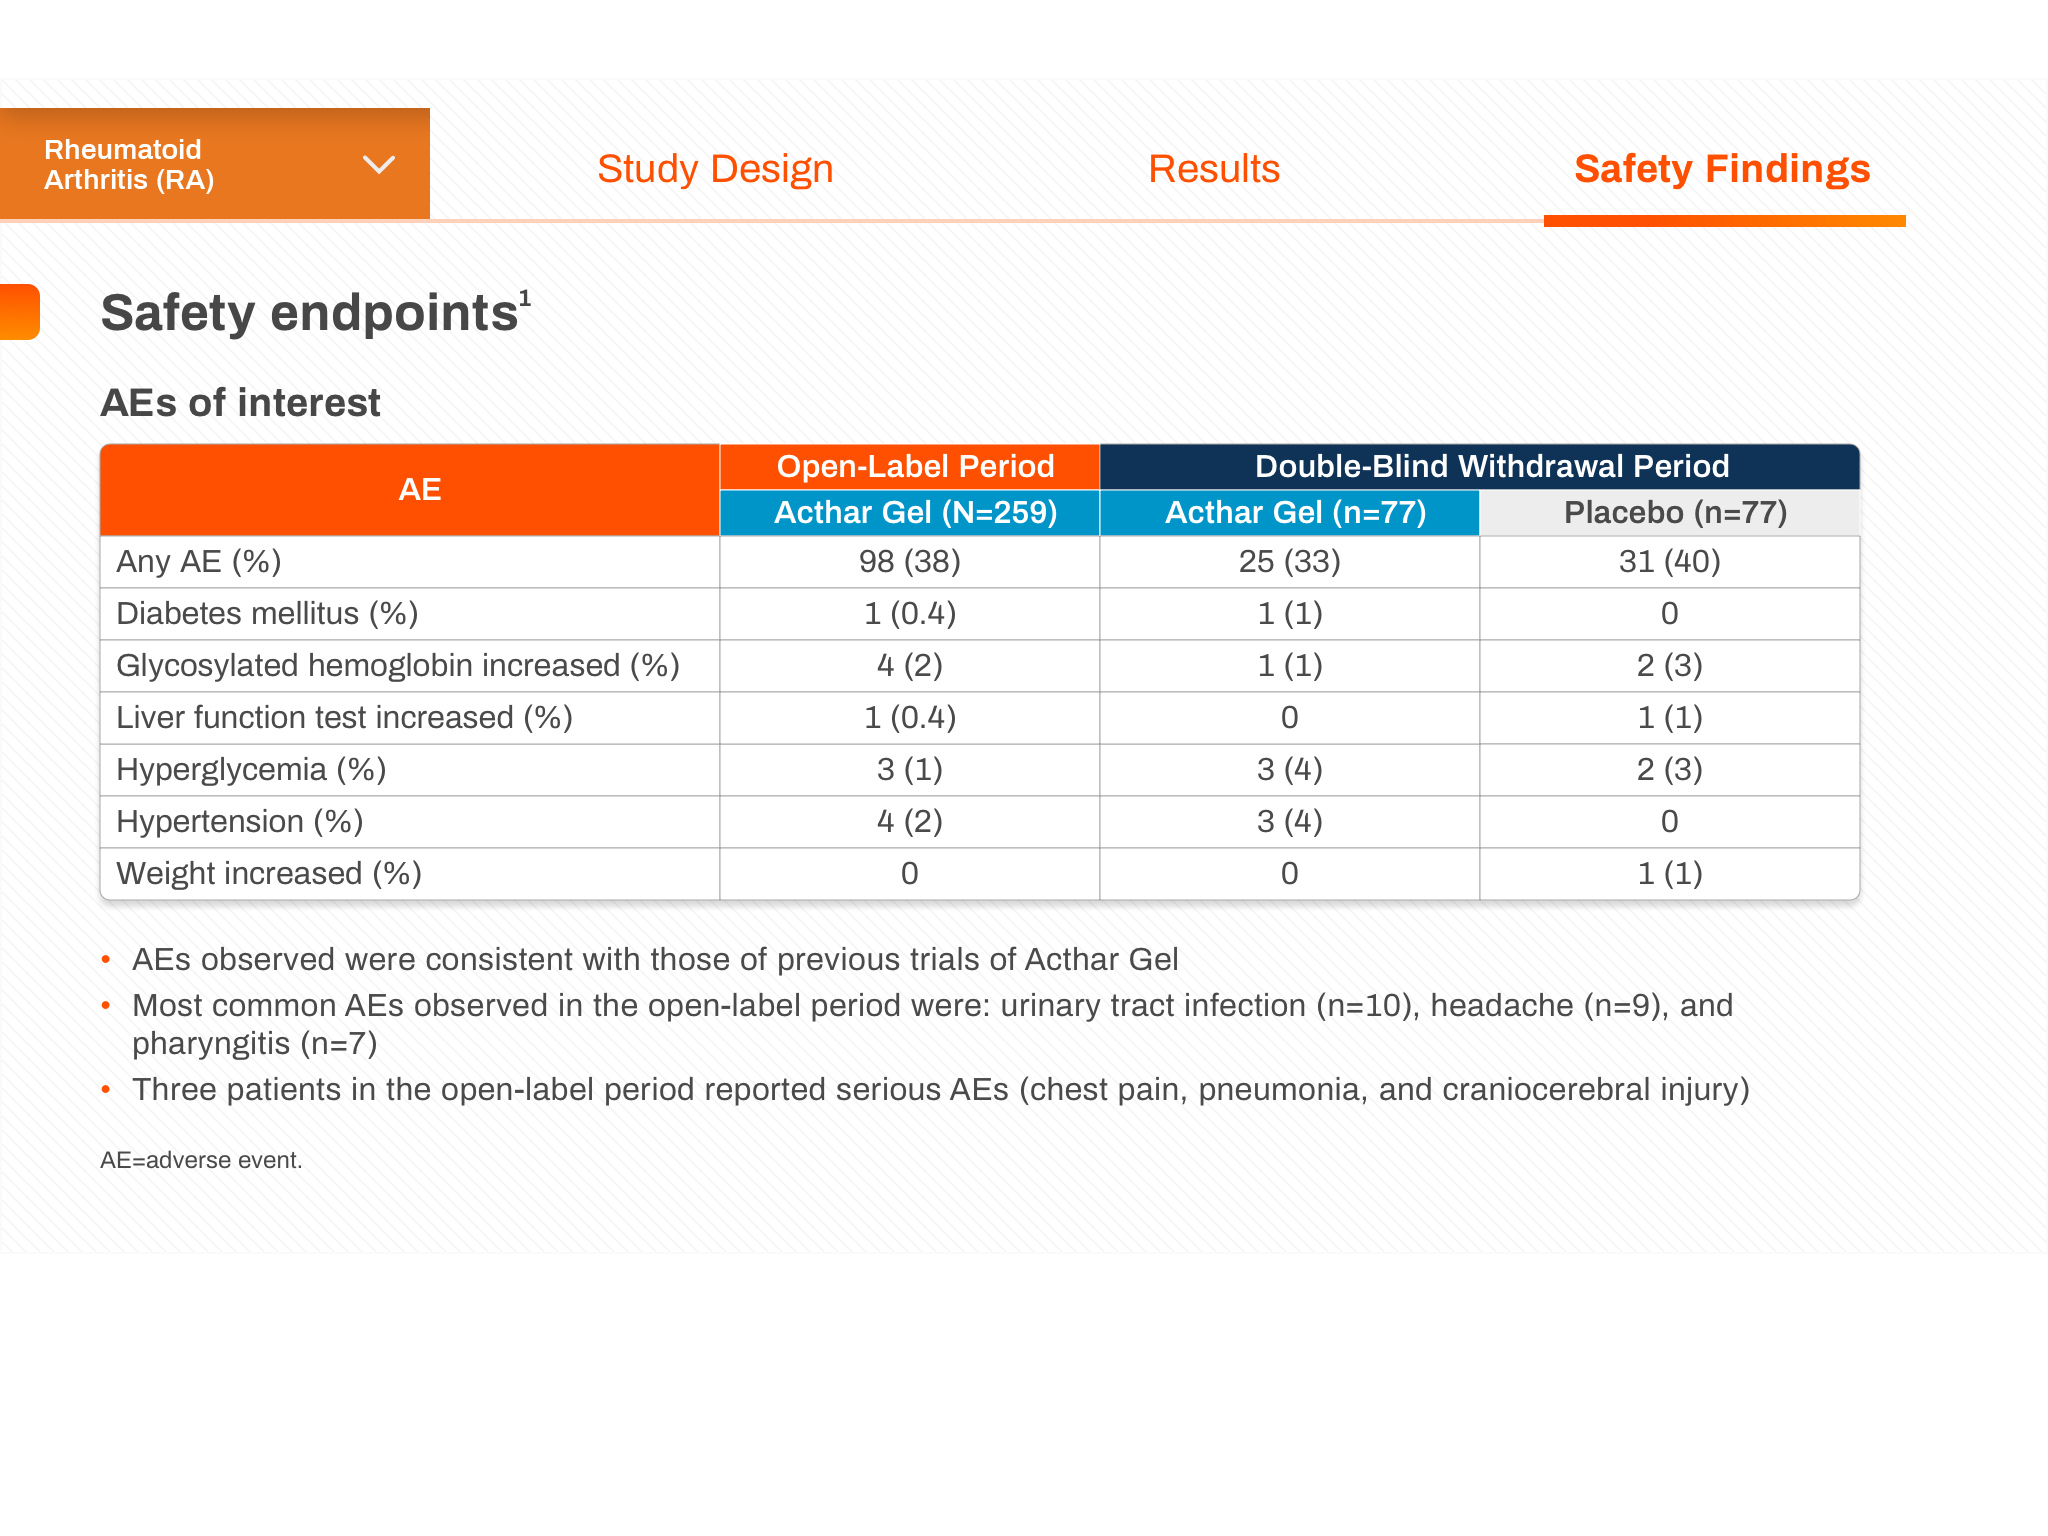 Rheumatoid
Arthritis (RA)
Study Design
Results
Safety Findings
Safety endpoints¹
AEs of interest
AE
Open-Label Period
Double-Blind Withdrawal Period
Acthar Gel (N=259)
Acthar Gel (n=77)
Placebo (n=77)
Any AE (%) 98 (38) 25 (33) 31 (40)
Diabetes mellitus (%) 1 (0.4) 1 (1) 0
Glycosylated hemoglobin increased (%) 4 (2) 1 (1) 2 (3)
Liver function test increased (%) 1 (0.4) 0 1 (1)
Hyperglycemia (%) 3 (1) 3 (4) 2 (3)
Hypertension (%) 4 (2) 3 (4) 0
Weight increased (%) 0 0 1 (1)
• AEs observed were consistent with those of previous trials of Acthar Gel
• Most common AEs observed in the open-label period were: urinary tract infection (n=10), headache (n=9), and
pharyngitis (n=7)
• Three patients in the open-label period reported serious AEs (chest pain, pneumonia, and craniocerebral injury)
AE=adverse event.